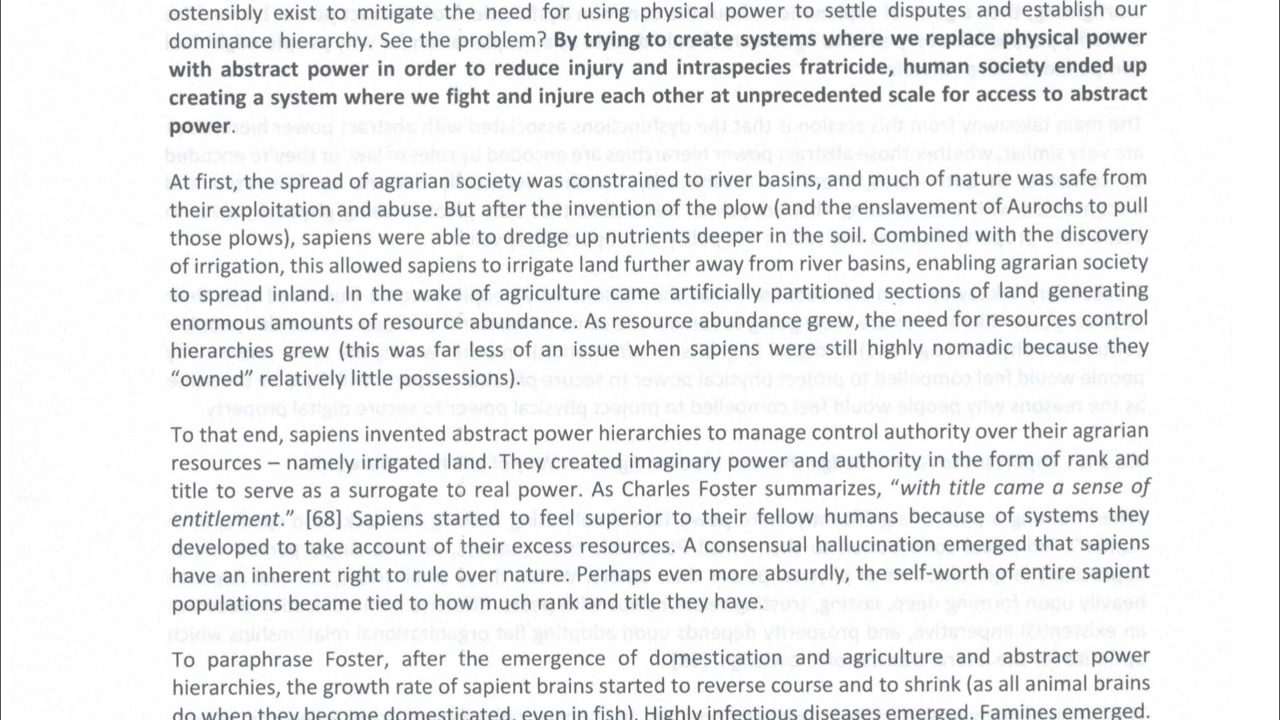 ostensibly exist to mitigate the need for using physical power to settle disputes and establish our
dominance hierarchy. See the problem? By trying to create systems where we replace physical power
with abstract power in order to reduce injury and intraspecies fratricide, human society ended up
creating a system where we fight and injure each other at unprecedented scale for access to abstract
power.
At first, the spread of agrarian society was constrained to river basins, and much of nature was safe from
their exploitation and abuse. But after the invention of the plow (and the enslavement of Aurochs to pull
those plows), sapiens were able to dredge up nutrients deeper in the soil. Combined with the discovery
of irrigation, this allowed sapiens to irrigate land further away from river basins, enabling agrarian society
to spread inland. In the wake of agriculture came artificially partitioned sections of land generating
enormous amounts of resource abundance. As resource abundance grew, the need for resources control
hierarchies grew (this was far less of an issue when sapiens were still highly nomadic because they
“owned” relatively little possessions).
To that end, sapiens invented abstract power hierarchies to manage control authority over their agrarian
resources – namely irrigated land. They created imaginary power and authority in the form of rank and
title to serve as a surrogate to real power. As Charles Foster summarizes, “with title came a sense of
entitlement.” [68] Sapiens started to feel superior to their fellow humans because of systems they
developed to take account of their excess resources. A consensual hallucination emerged that sapiens
have an inherent right to rule over nature. Perhaps even more absurdly, the self-worth of entire sapient
populations became tied to how much rank and title they have.
To paraphrase Foster, after the emergence of domestication and agriculture and abstract power
hierarchies, the growth rate of sapient brains started to reverse course and to shrink (as all animal brains
do when they become domesticated, even in fish). Highly infectious diseases emerged. Famines emerged.